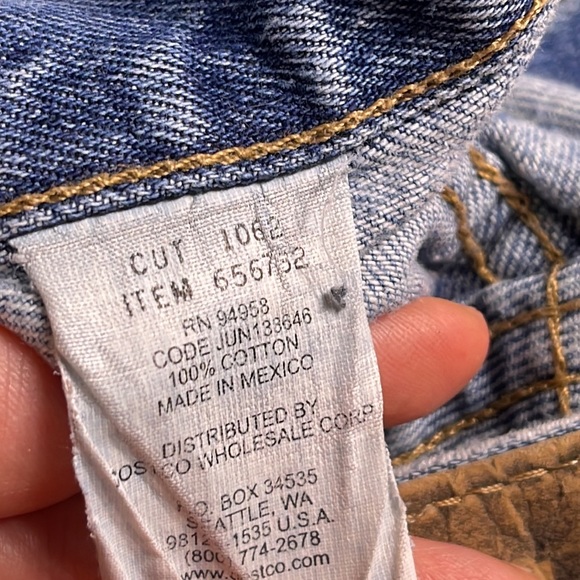 CUT 1062
ITEM 656752
RN 94958
CODE JUN138646
100% COTTON
MADE IN MEXICO
DISTRIBUTED BY
COSTCO WHOLESALE CORP.
P.O. BOX 34535
SEATTLE, WA
1535 U.S.A.
774-2678